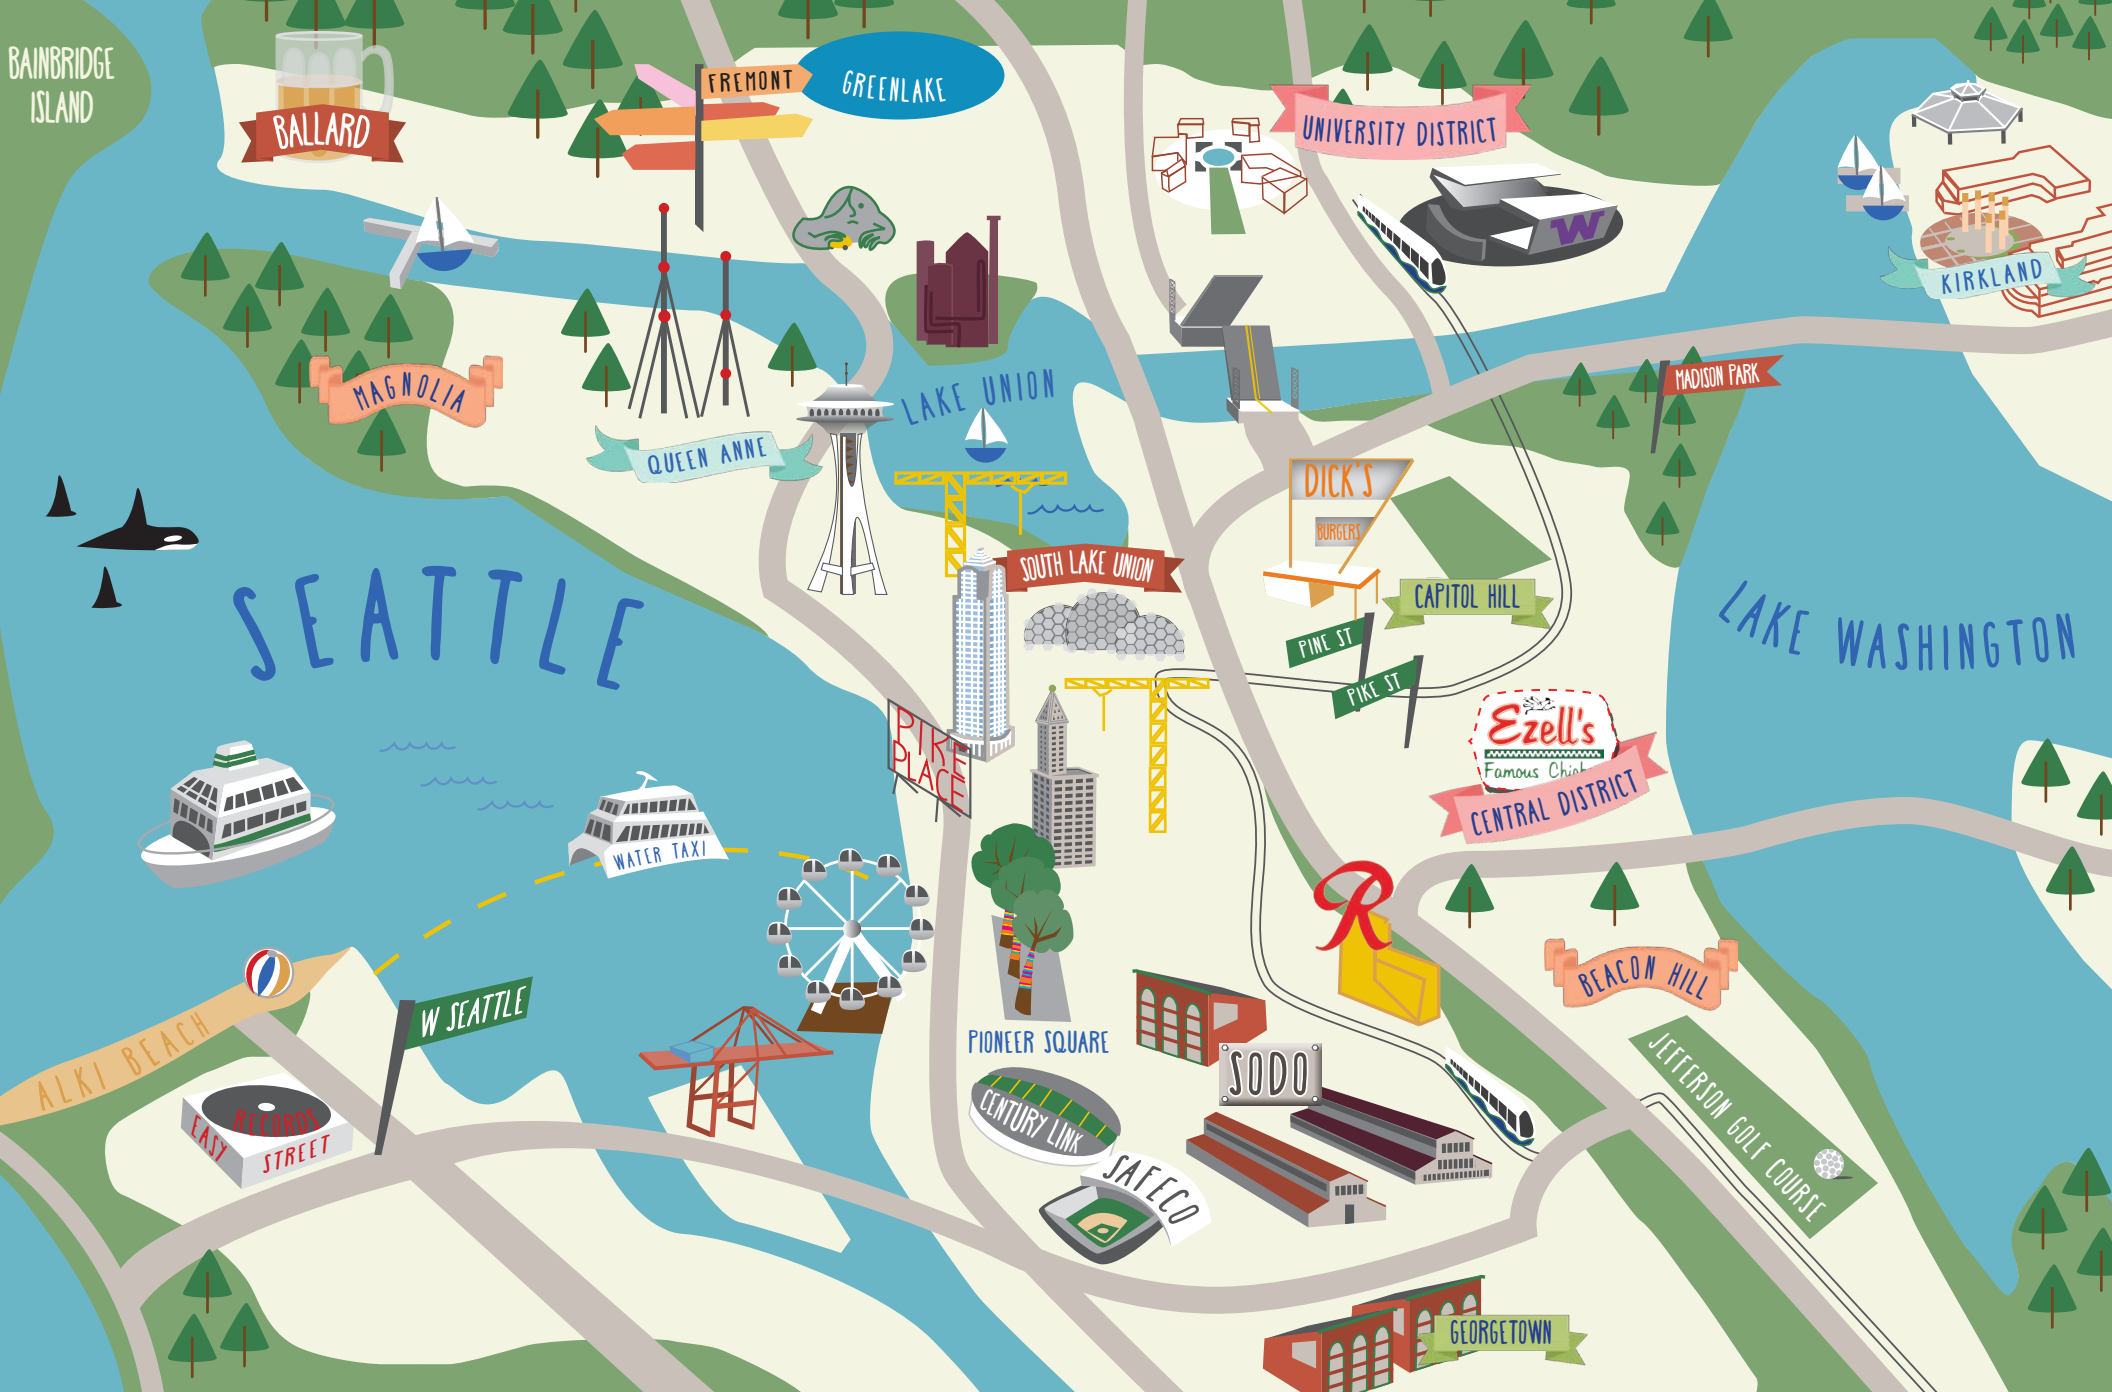 BAINBRIDGE
ISLAND
BALLARD
FREMONT
GREENLAKE
UNIVERSITY DISTRICT
W
KIRKLAND
MAGNOLIA
QUEEN ANNE
LAKE UNION
MADISON PARK
DICK'S
BURGERS
SOUTH LAKE UNION
CAPITOL HILL
PINE ST
PIKE ST
SEATTLE
LAKE WASHINGTON
PIKE
PLACE
Ezell's
Famous Chick
CENTRAL DISTRICT
WATER TAXI
R
BEACON HILL
ALKI BEACH
W SEATTLE
PIONEER SQUARE
SODO
JEFFERSON GOLF COURSE
EASY
RECORDS
STREET
CENTURY LINK
SAFECO
GEORGETOWN